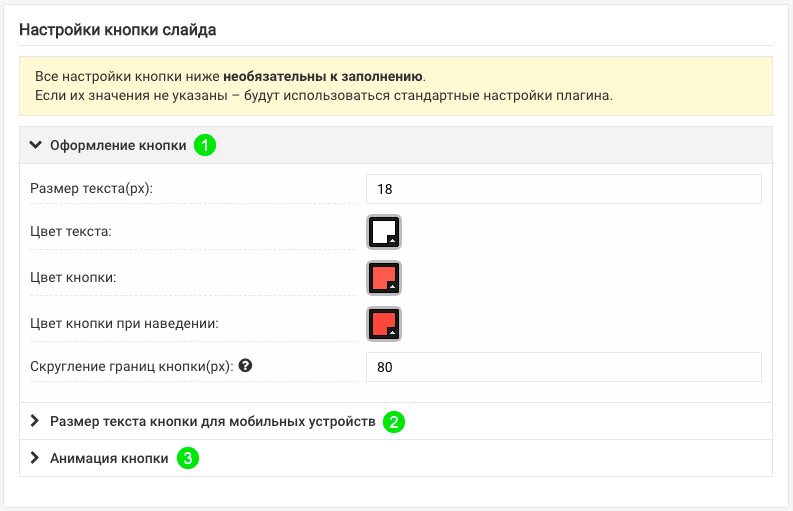 Настройки кнопки слайда
Все настройки кнопки ниже необязательны к заполнению.
Если их значения не указаны – будут использоваться стандартные настройки плагина.
Оформление кнопки 1
Размер текста(px): 18
Цвет текста:
Цвет кнопки:
Цвет кнопки при наведении:
Скругление границ кнопки(px): ? 80
Размер текста кнопки для мобильных устройств 2
Анимация кнопки 3